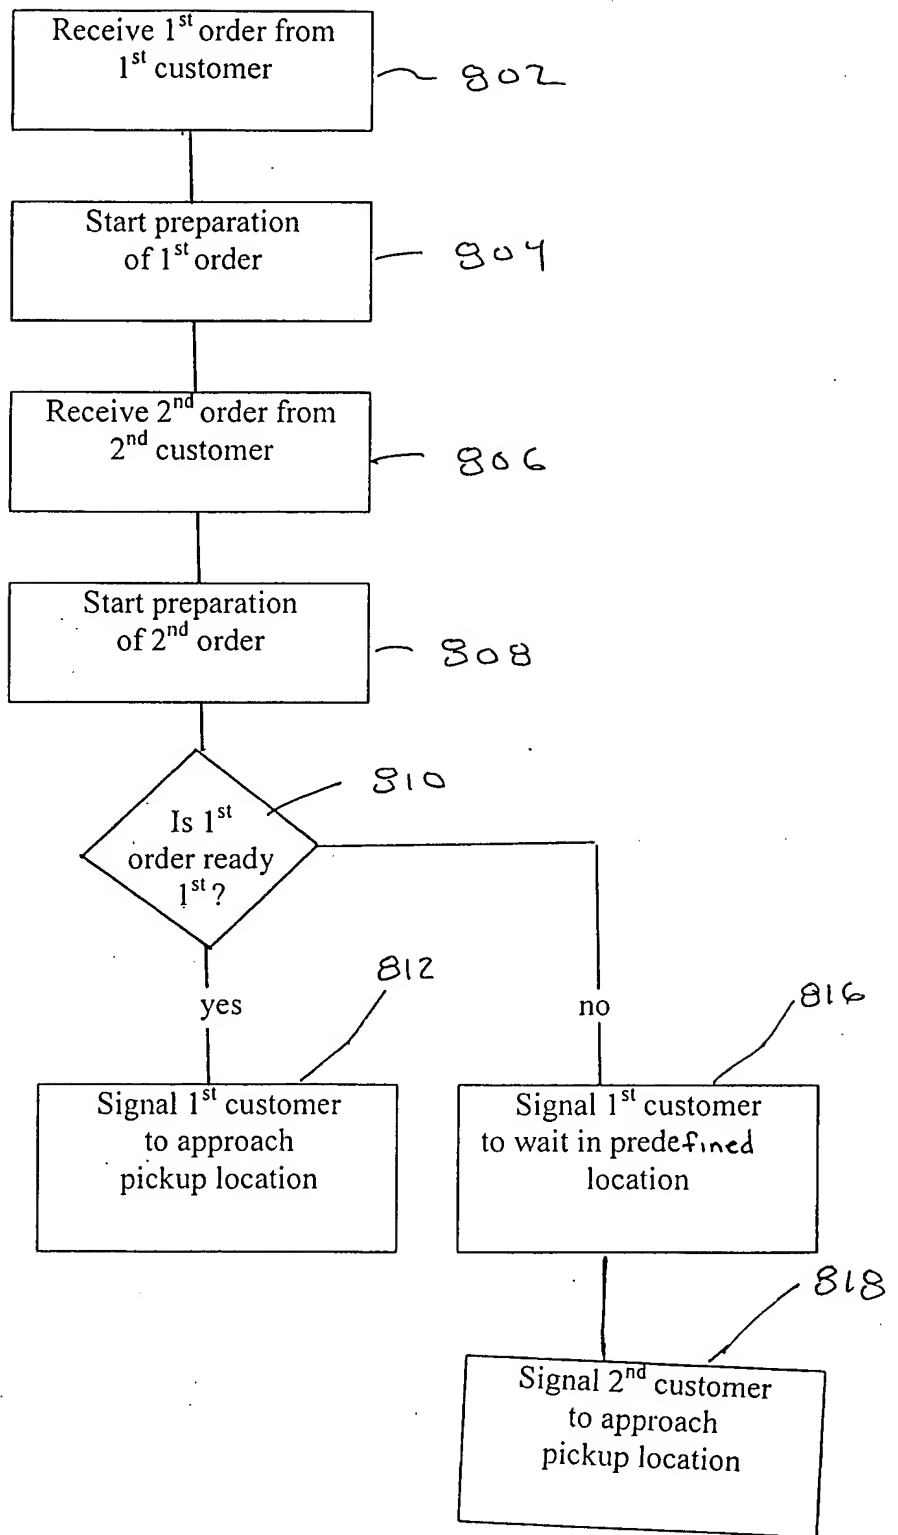 Receive 1st order from
1st customer
802
Start preparation
of 1st order
804
Receive 2nd order from
2nd customer
806
Start preparation
of 2nd order
808
810
Is 1st
order ready
1st?
812
yes
no
816
Signal 1st customer
to approach
pickup location
Signal 1st customer
to wait in predefined
location
818
Signal 2nd customer
to approach
pickup location